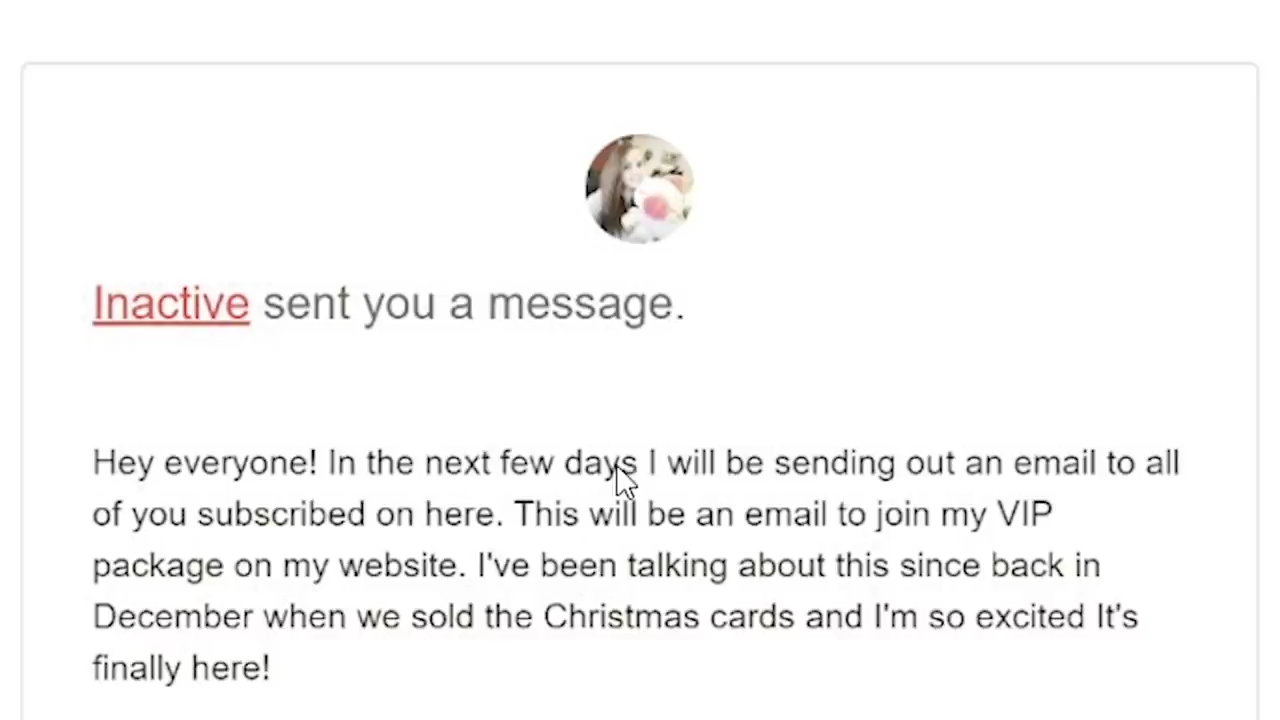 Inactive sent you a message.
Hey everyone! In the next few days I will be sending out an email to all
of you subscribed on here. This will be an email to join my VIP
package on my website. I've been talking about this since back in
December when we sold the Christmas cards and I'm so excited It's
finally here!